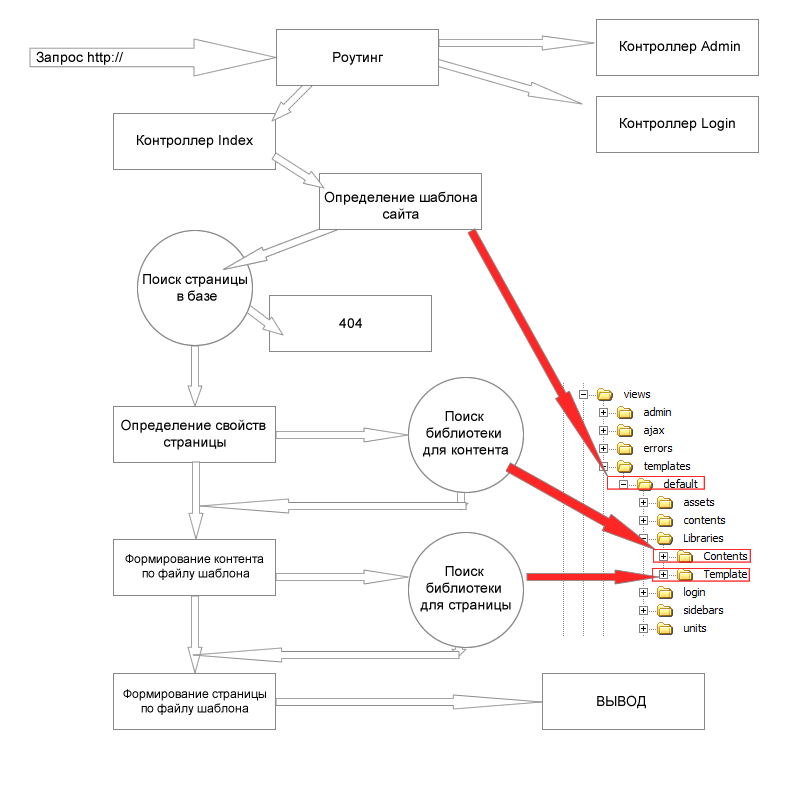 Запрос http://
Роутинг
Контроллер Admin
Контроллер Login
Контроллер Index
Определение шаблона
сайта
Поиск страницы
в базе
404
Определение свойств
страницы
Поиск
библиотеки
для контента
Формирование контента
по файлу шаблона
Поиск
библиотеки
для страницы
Формирование страницы
по файлу шаблона
ВЫВОД
views
admin
ajax
errors
templates
default
assets
contents
Libraries
Contents
Template
login
sidebars
units